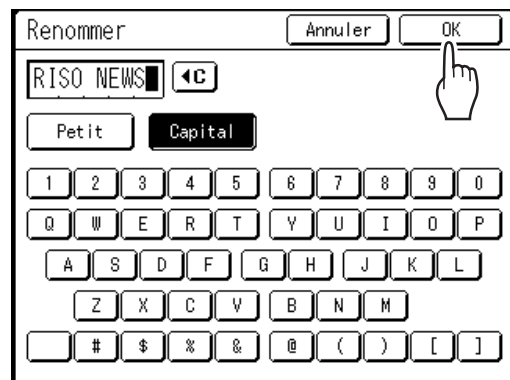 Renommer Annuler OK
RISO NEWS ◀C
Petit Capital
1 2 3 4 5 6 7 8 9 0
Q W E R T Y U I O P
A S D F G H J K L
Z X C V B N M
# $ % & @ ( ) [ ]